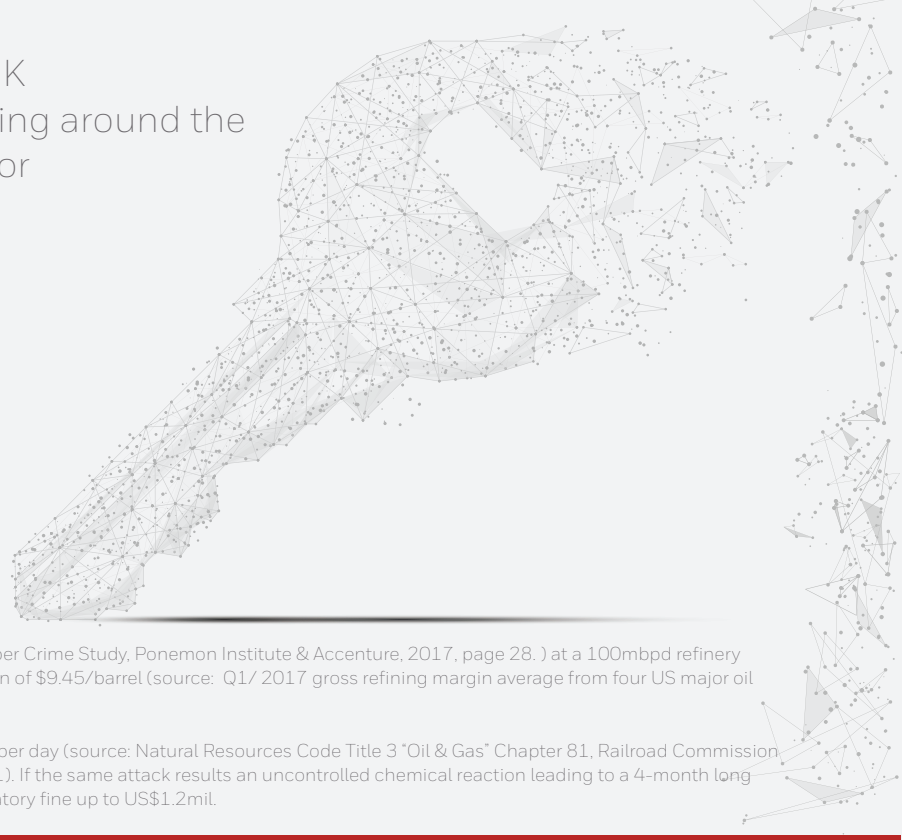 K
ing around the
or
per Crime Study, Ponemon Institute & Accenture, 2017, page 28. ) at a 100mbpd refinery
n of $9.45/barrel (source:  Q1/ 2017 gross refining margin average from four US major oil
per day (source: Natural Resources Code Title 3 “Oil & Gas” Chapter 81, Railroad Commission
1). If the same attack results an uncontrolled chemical reaction leading to a 4-month long
atory fine up to US$1.2mil.